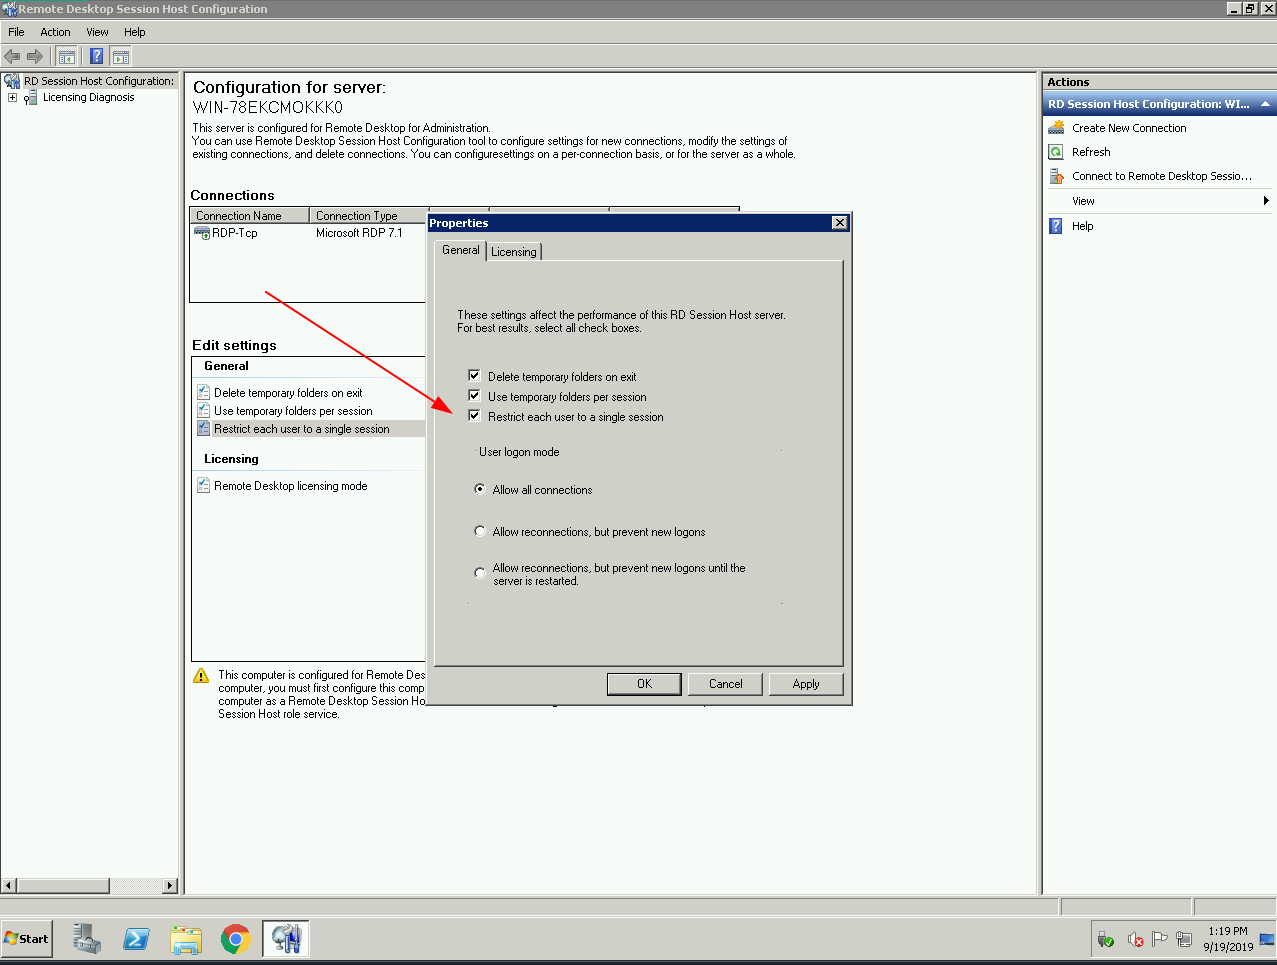 Remote Desktop Session Host Configuration
File Action View Help
RD Session Host Configuration:
Licensing Diagnosis
Configuration for server:
WIN-78EKCMOKKK0
This server is configured for Remote Desktop for Administration.
You can use Remote Desktop Session Host Configuration tool to configure settings for new connections, modify the settings of
existing connections, and delete connections. You can configuresettings on a per-connection basis, or for the server as a whole.
Connections
Connection Name Connection Type
RDP-Tcp Microsoft RDP 7.1
Edit settings
General
Delete temporary folders on exit
Use temporary folders per session
Restrict each user to a single session
Licensing
Remote Desktop licensing mode
This computer is configured for Remote Des
computer, you must first configure this comp
computer as a Remote Desktop Session Ho
Session Host role service.
Properties
General Licensing
These settings affect the performance of this RD Session Host server.
For best results, select all check boxes.
Delete temporary folders on exit
Use temporary folders per session
Restrict each user to a single session
User logon mode
Allow all connections
Allow reconnections, but prevent new logons
Allow reconnections, but prevent new logons until the
server is restarted.
OK Cancel Apply
Actions
RD Session Host Configuration: WI...
Create New Connection
Refresh
Connect to Remote Desktop Sessio...
View
Help
Start
1:19 PM
9/19/2019